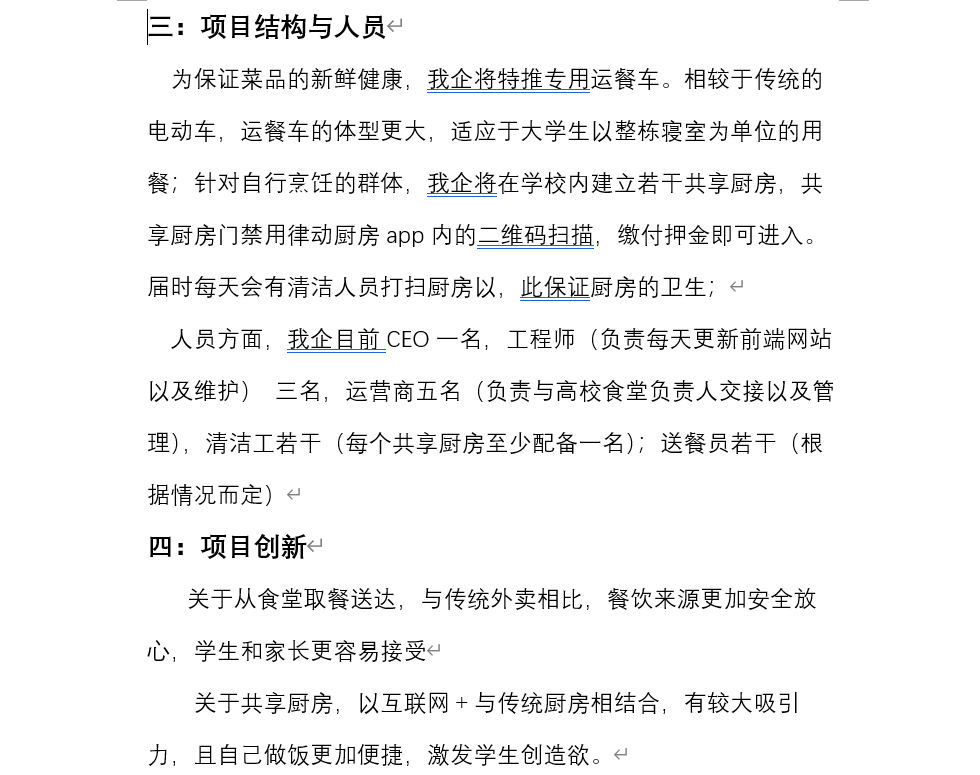 三：项目结构与人员
为保证菜品的新鲜健康，我企将特推专用运餐车。相较于传统的
电动车，运餐车的体型更大，适应于大学生以整栋寝室为单位的用
餐；针对自行烹饪的群体，我企将在学校内建立若干共享厨房，共
享厨房门禁用律动厨房 app 内的二维码扫描，缴付押金即可进入。
届时每天会有清洁人员打扫厨房以，此保证厨房的卫生；
人员方面，我企目前 CEO 一名，工程师（负责每天更新前端网站
以及维护） 三名，运营商五名（负责与高校食堂负责人交接以及管
理），清洁工若干（每个共享厨房至少配备一名）；送餐员若干（根
据情况而定）
四：项目创新
关于从食堂取餐送达，与传统外卖相比，餐饮来源更加安全放
心，学生和家长更容易接受
关于共享厨房，以互联网 + 与传统厨房相结合，有较大吸引
力，且自己做饭更加便捷，激发学生创造欲。